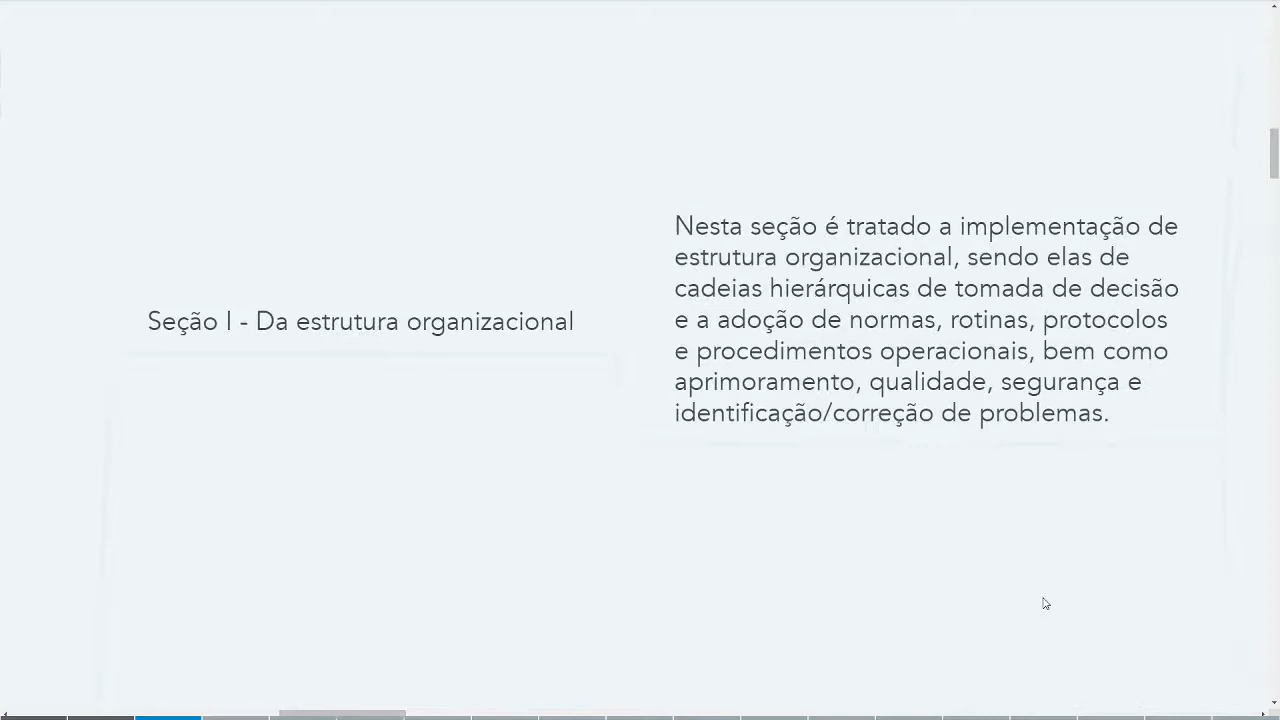 Seção I - Da estrutura organizacional
Nesta seção é tratado a implementação de
estrutura organizacional, sendo elas de
cadeias hierárquicas de tomada de decisão
e a adoção de normas, rotinas, protocolos
e procedimentos operacionais, bem como
aprimoramento, qualidade, segurança e
identificação/correção de problemas.